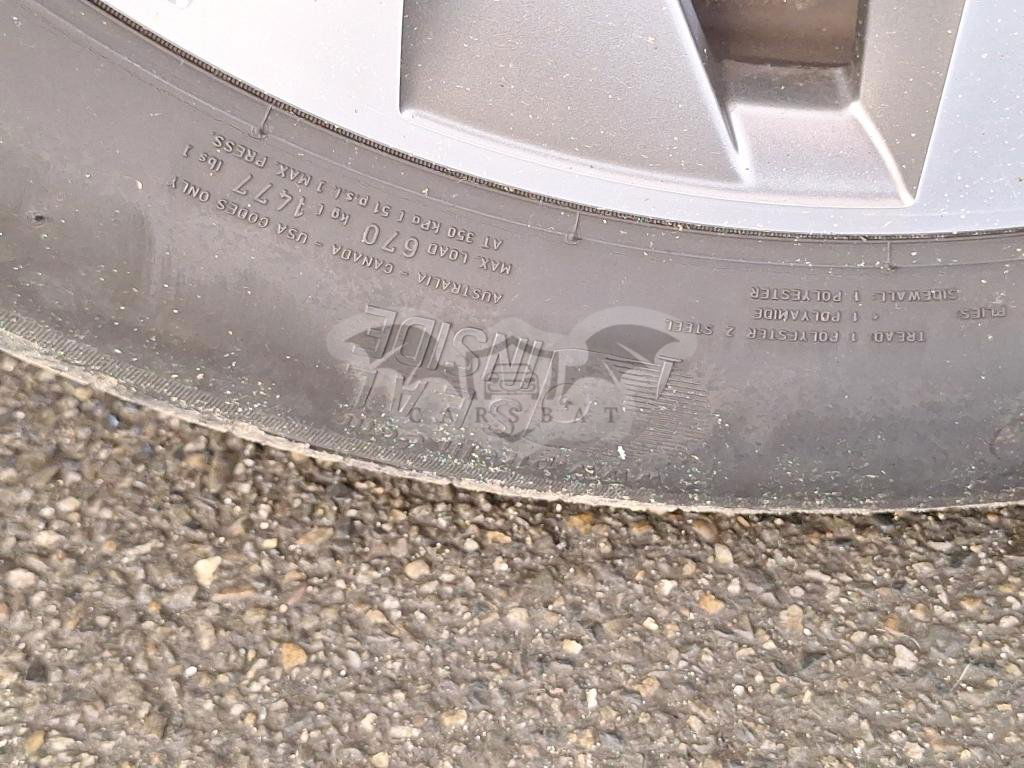 MAX. LOAD 670 kg [ 1477 lbs ]
AT 350 kPa [ 51 p.s.i. ] MAX. PRESS.
AUSTRALIA - CANADA - USA CODES ONLY
PLIES:
TREAD: 1 POLYESTER 2 STEEL
+ 1 POLYAMIDE
SIDEWALL: 1 POLYESTER
INSIDE
CARSBAT